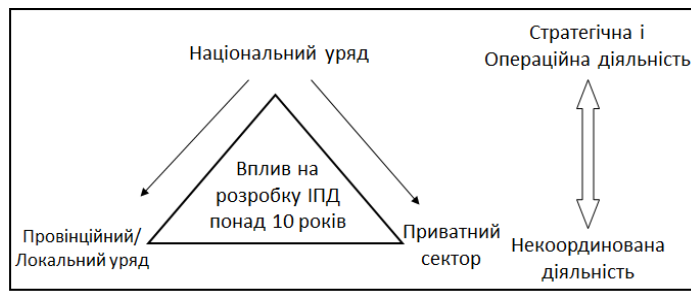 Національний уряд
Стратегічна і
Операційна діяльність
Вплив на
розробку ІПД
понад 10 років
Провінційний/
Локальний уряд
Приватний
сектор
Некоординована
діяльність